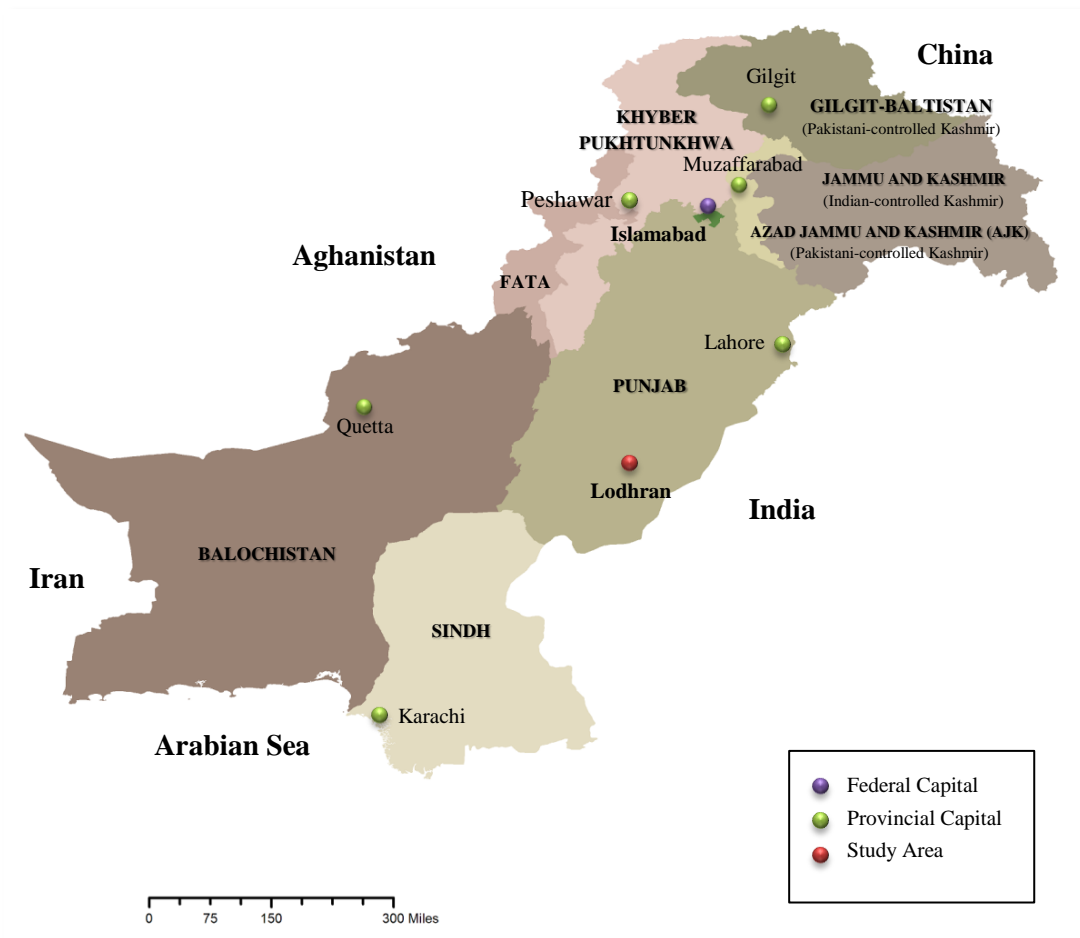 China
Gilgit
GILGIT-BALTISTAN
(Pakistani-controlled Kashmir)
KHYBER
PUKHTUNKHWA
Muzaffarabad
JAMMU AND KASHMIR
(Indian-controlled Kashmir)
Peshawar
Islamabad
AZAD JAMMU AND KASHMIR (AJK)
(Pakistani-controlled Kashmir)
Aghanistan
FATA
Lahore
PUNJAB
Quetta
Lodhran
India
BALOCHISTAN
Iran
SINDH
Karachi
Arabian Sea
Federal Capital
Provincial Capital
Study Area
0 75 150 300 Miles